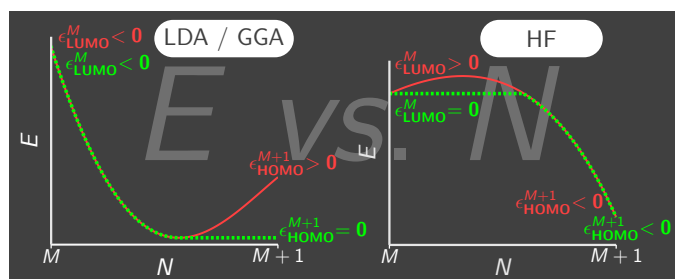 E vs. N
LDA / GGA
ϵ^M_LUMO < 0
ϵ^M_LUMO < 0
ϵ^{M+1}_HOMO > 0
ϵ^{M+1}_HOMO = 0
E
M
N
M + 1
HF
ϵ^M_LUMO > 0
ϵ^M_LUMO = 0
ϵ^{M+1}_HOMO < 0
ϵ^{M+1}_HOMO < 0
E
M
N
M + 1